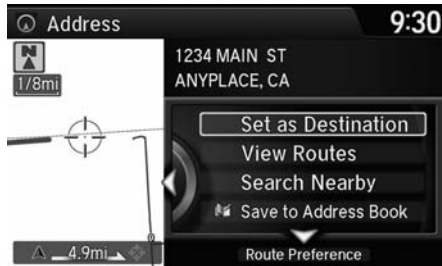 Address
9:30
N
1/8mi
1234 MAIN ST
ANYPLACE, CA
Set as Destination
View Routes
Search Nearby
Save to Address Book
4.9mi
Route Preference